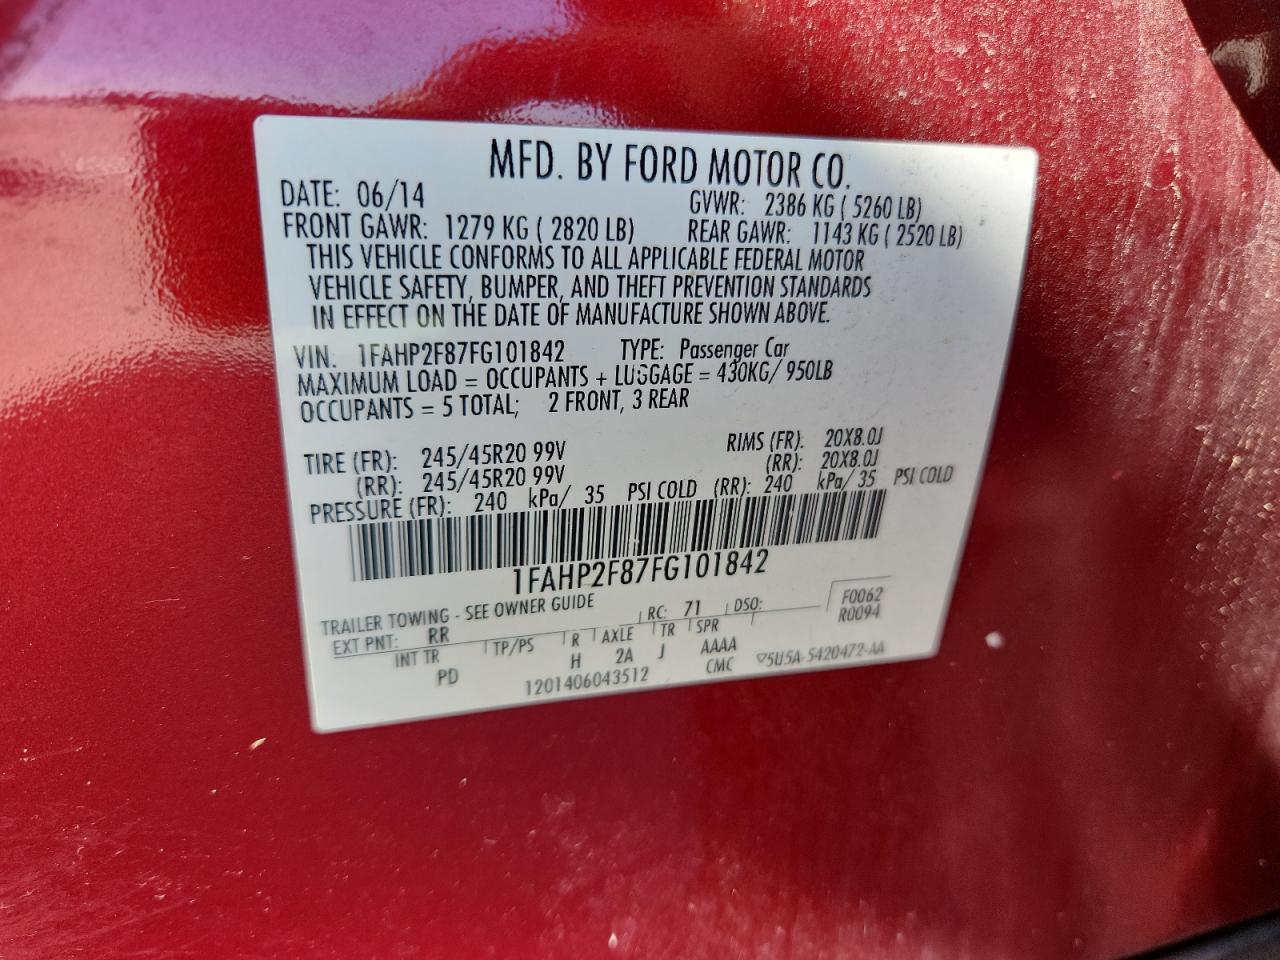 MFD. BY FORD MOTOR CO.
DATE: 06/14 GVWR: 2386 KG ( 5260 LB)
FRONT GAWR: 1279 KG ( 2820 LB) REAR GAWR: 1143 KG ( 2520 LB)
THIS VEHICLE CONFORMS TO ALL APPLICABLE FEDERAL MOTOR
VEHICLE SAFETY, BUMPER, AND THEFT PREVENTION STANDARDS
IN EFFECT ON THE DATE OF MANUFACTURE SHOWN ABOVE.
VIN: 1FAHP2F87FG101842 TYPE: Passenger Car
MAXIMUM LOAD = OCCUPANTS + LUGGAGE = 430KG/ 950LB
OCCUPANTS = 5 TOTAL; 2 FRONT, 3 REAR
TIRE (FR): 245/45R20 99V RIMS (FR): 20X8.0J
(RR): 245/45R20 99V (RR): 20X8.0J
PRESSURE (FR): 240 kPa/ 35 PSI COLD (RR): 240 kPa/ 35 PSI COLD
1FAHP2F87FG101842
TRAILER TOWING - SEE OWNER GUIDE
F0062
EXT PNT: RR RC: 71 DSO: R0094
INT TR TP/PS R AXLE TR SPR
PD H 2A J AAAA
1201406043512 CMC ▽5U5A-5420472-AA